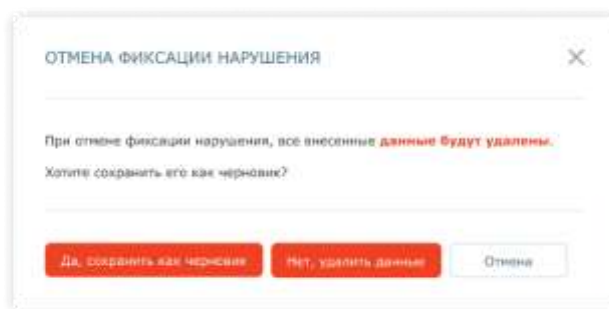 ОТМЕНА ФИКСАЦИИ НАРУШЕНИЯ
При отмене фиксации нарушения, все внесенные данные будут удалены.
Хотите сохранить его как черновик?
Да, сохранить как черновик Нет, удалить данные Отмена